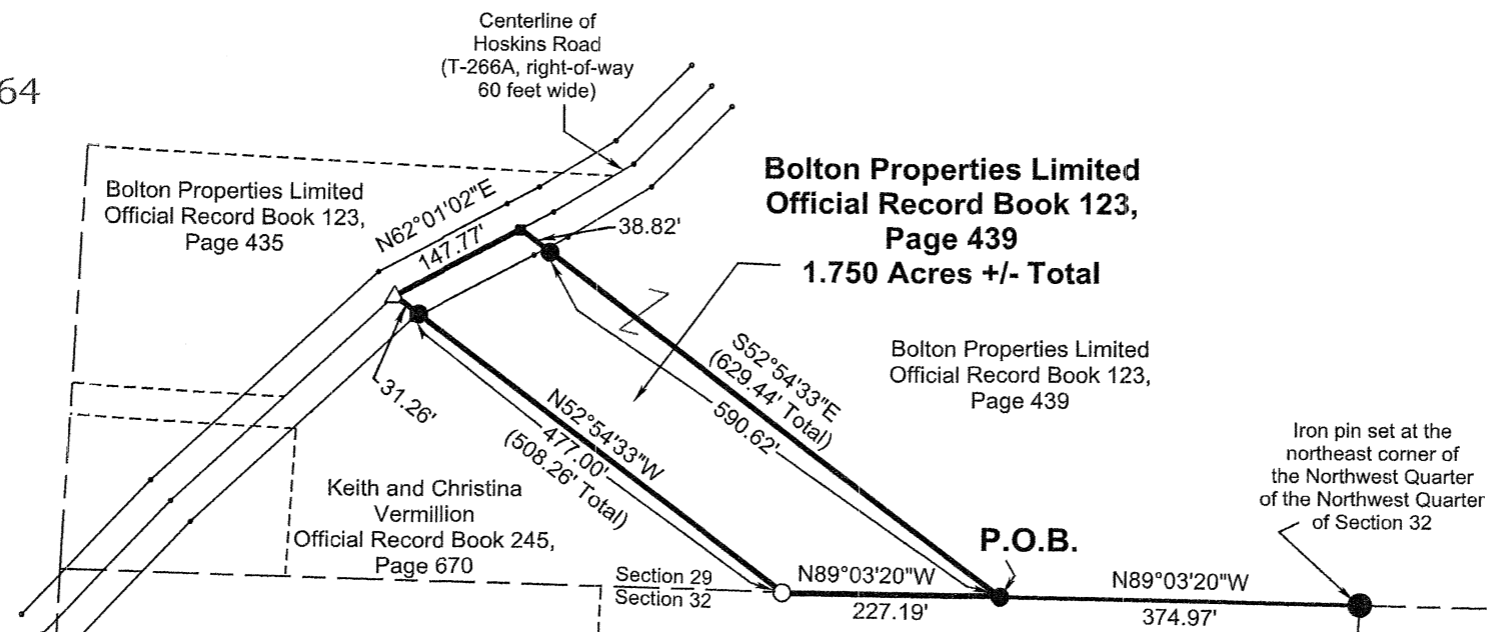 64
Centerline of
Hoskins Road
(T-266A, right-of-way
60 feet wide)
Bolton Properties Limited
Official Record Book 123,
Page 435
N62°01'02"E
147.77'
38.82'
Bolton Properties Limited
Official Record Book 123,
Page 439
1.750 Acres +/- Total
Bolton Properties Limited
Official Record Book 123,
Page 439
S52°54'33"E
(629.44' Total)
590.62'
31.26'
N52°54'33"W
477.00'
(508.26' Total)
Keith and Christina
Vermillion
Official Record Book 245,
Page 670
Iron pin set at the
northeast corner of
the Northwest Quarter
of the Northwest Quarter
of Section 32
P.O.B.
Section 29
Section 32
N89°03'20"W
227.19'
N89°03'20"W
374.97'